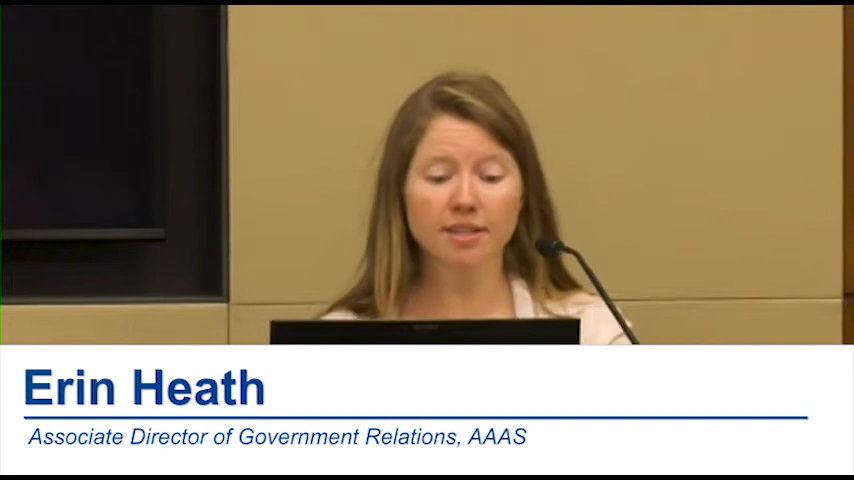 Erin Heath
Associate Director of Government Relations, AAAS